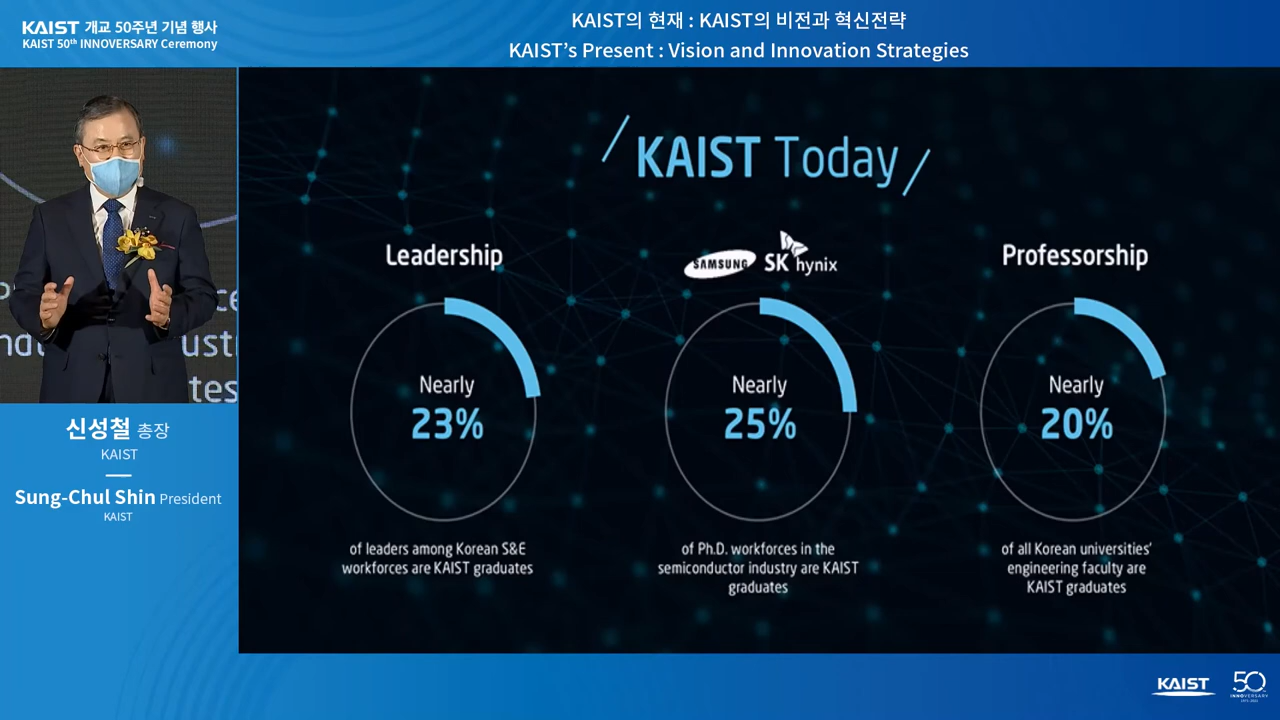 KAIST 개교 50주년 기념 행사
KAIST 50th INNOVERSARY Ceremony
KAIST의 현재 : KAIST의 비전과 혁신전략
KAIST's Present : Vision and Innovation Strategies
신성철 총장
KAIST
Sung-Chul Shin President
KAIST
KAIST Today
Leadership
Nearly
23%
of leaders among Korean S&E
workforces are KAIST graduates
SAMSUNG SK hynix
Nearly
25%
of Ph.D. workforces in the
semiconductor industry are KAIST
graduates
Professorship
Nearly
20%
of all Korean universities'
engineering faculty are
KAIST graduates
KAIST
50
INNOVERSARY